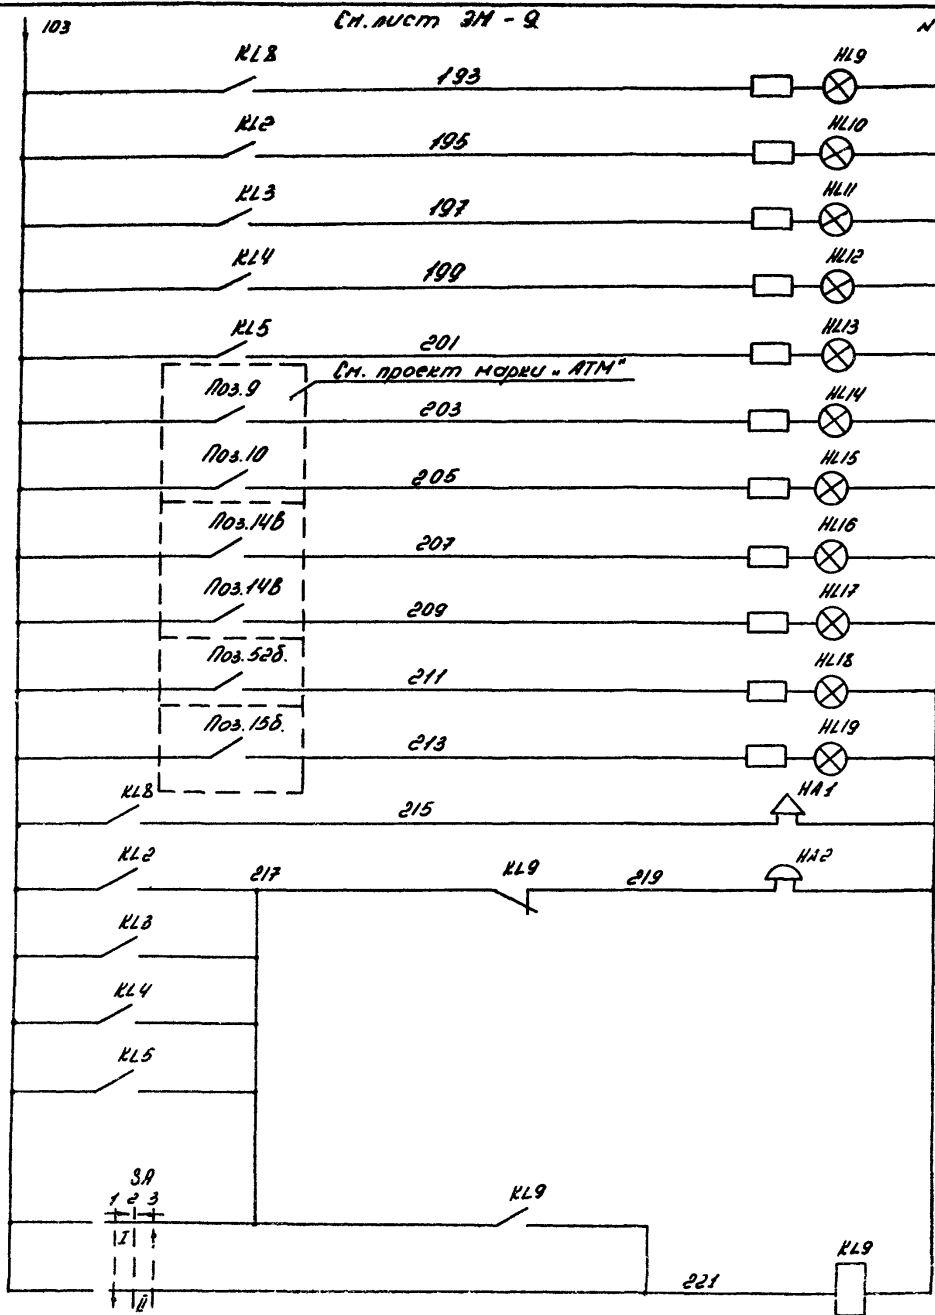 103 См. лист ЭМ - 9 N
KL8 193 HL9
KL2 195 HL10
KL3 197 HL11
KL4 199 HL12
KL5 201 HL13
См. проект марки „АТМ"
Поз.9 203 HL14
Поз.10 205 HL15
Поз.14в 207 HL16
Поз.14в 209 HL17
Поз.52б. 211 HL18
Поз.15б. 213 HL19
KL8 215 HA1
KL2 217 KL9 219 HA2
KL3
KL4
KL5
SA
1 2 3
KL9
I
221 KL9
II